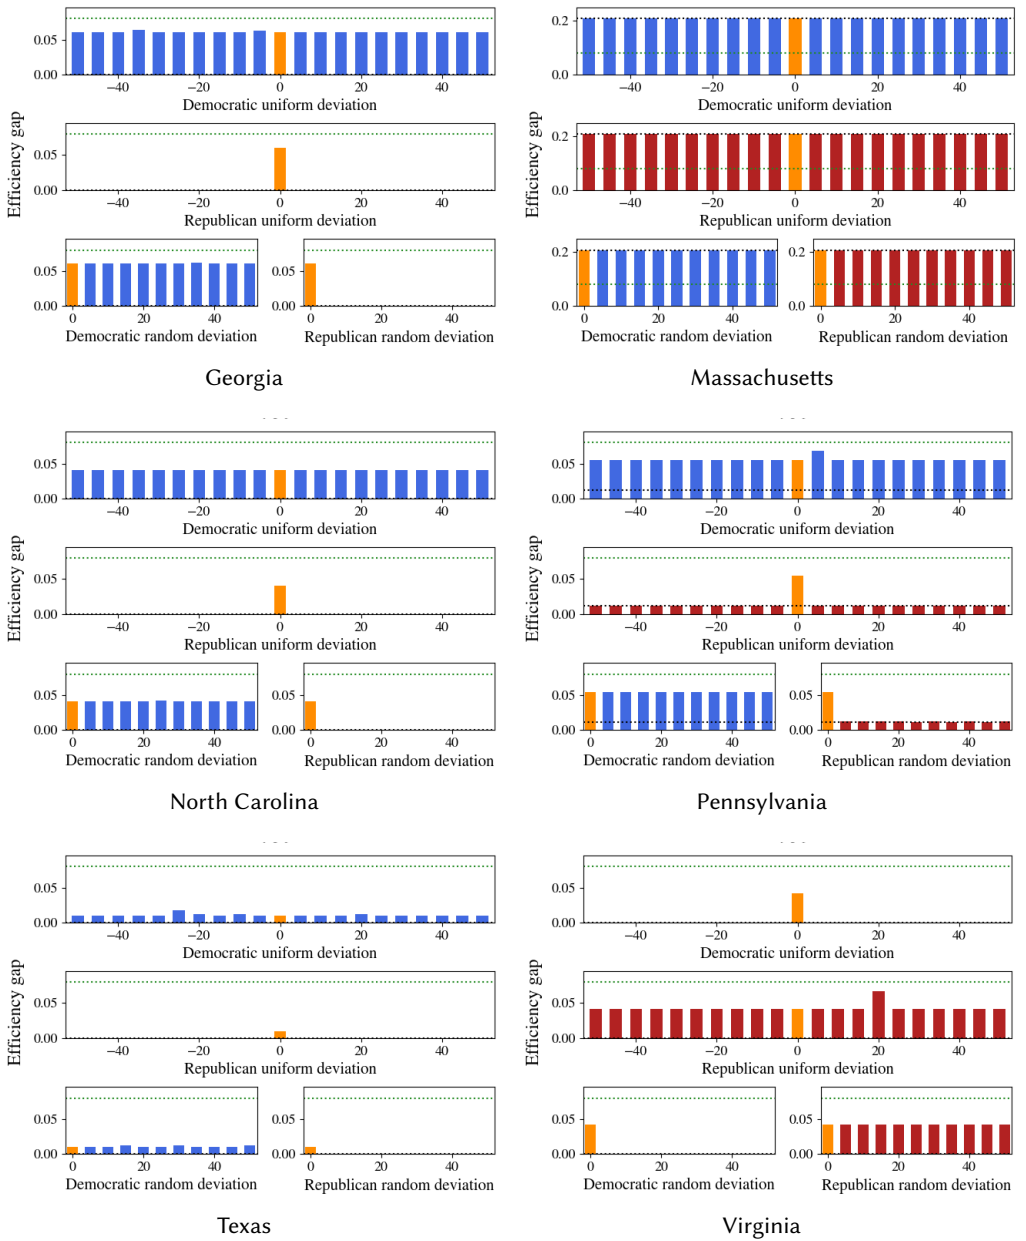 Efficiency gap
0.05
0.00
−40 −20 0 20 40
Democratic uniform deviation
0.05
0.00
−40 −20 0 20 40
Republican uniform deviation
0.05
0.00
0 20 40
Democratic random deviation
0 20 40
Republican random deviation
Georgia
Efficiency gap
0.2
0.0
−40 −20 0 20 40
Democratic uniform deviation
0.2
0.0
−40 −20 0 20 40
Republican uniform deviation
0.2
0.0
0 20 40
Democratic random deviation
0.2
0.0
0 20 40
Republican random deviation
Massachusetts
Efficiency gap
0.05
0.00
−40 −20 0 20 40
Democratic uniform deviation
0.05
0.00
−40 −20 0 20 40
Republican uniform deviation
0.05
0.00
0 20 40
Democratic random deviation
0.05
0.00
0 20 40
Republican random deviation
North Carolina
Efficiency gap
0.05
0.00
−40 −20 0 20 40
Democratic uniform deviation
0.05
0.00
−40 −20 0 20 40
Republican uniform deviation
0.05
0.00
0 20 40
Democratic random deviation
0.05
0.00
0 20 40
Republican random deviation
Pennsylvania
Efficiency gap
0.05
0.00
−40 −20 0 20 40
Democratic uniform deviation
0.05
0.00
−40 −20 0 20 40
Republican uniform deviation
0.05
0.00
0 20 40
Democratic random deviation
0.05
0.00
0 20 40
Republican random deviation
Texas
Efficiency gap
0.05
0.00
−40 −20 0 20 40
Democratic uniform deviation
0.05
0.00
−40 −20 0 20 40
Republican uniform deviation
0.05
0.00
0 20 40
Democratic random deviation
0.05
0.00
0 20 40
Republican random deviation
Virginia